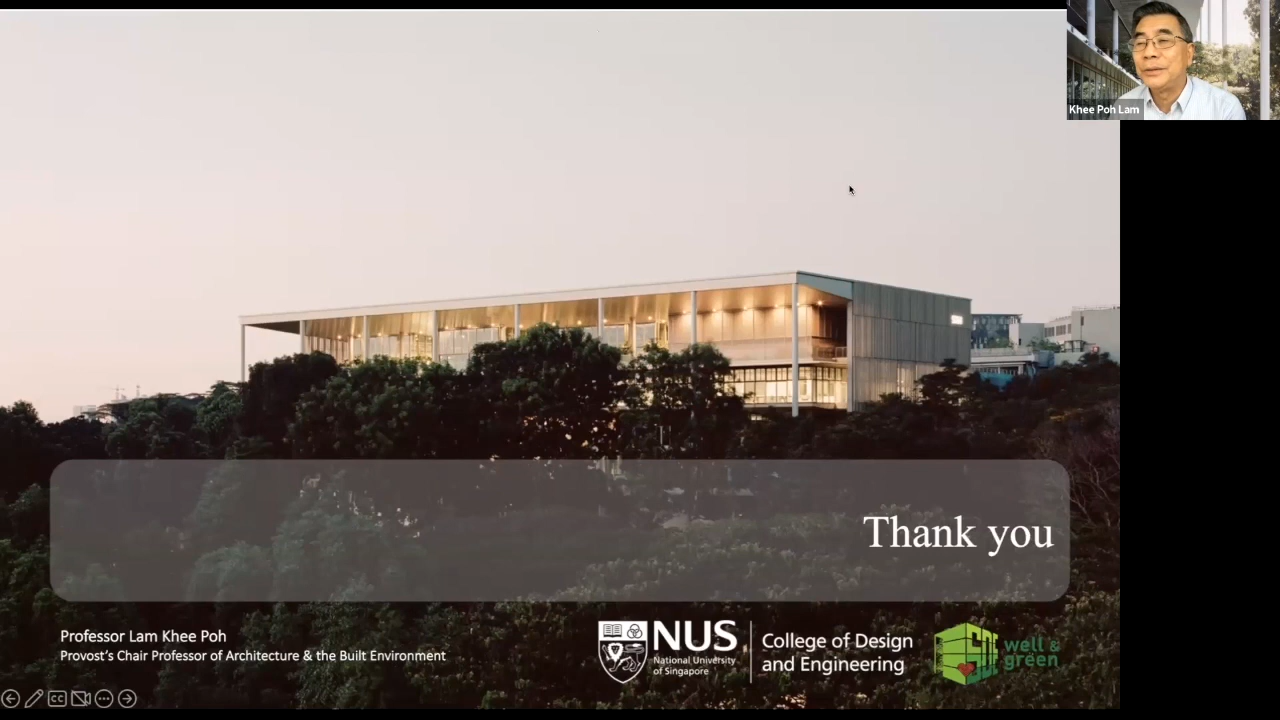 Khee Poh Lam
Thank you
Professor Lam Khee Poh
Provost's Chair Professor of Architecture & the Built Environment
NUS
National University
of Singapore
College of Design
and Engineering
well &
green
CC